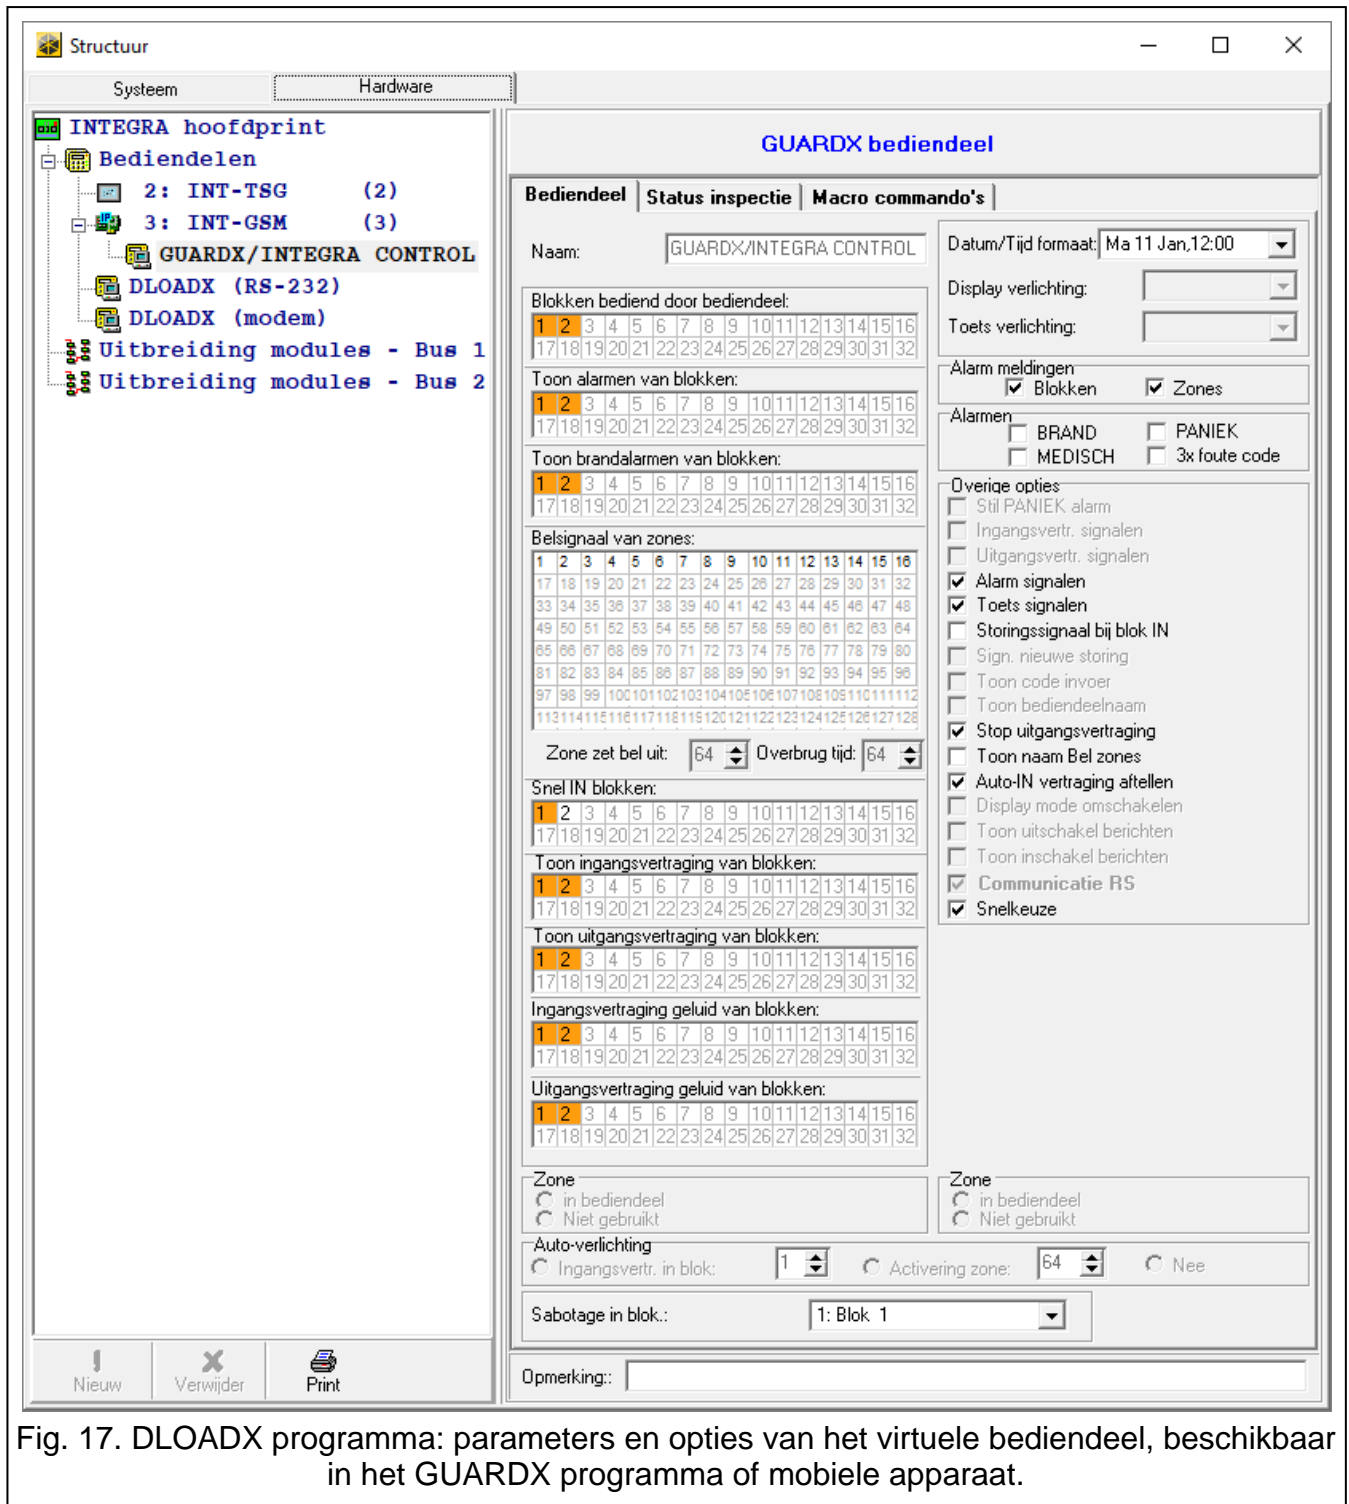 Structuur
Systeem
Hardware
INTEGRA hoofdprint
Bediendelen
2: INT-TSG (2)
3: INT-GSM (3)
GUARDX/INTEGRA CONTROL
DLOADX (RS-232)
DLOADX (modem)
Uitbreiding modules - Bus 1
Uitbreiding modules - Bus 2
Nieuw
Verwijder
Print
GUARDX bediendeel
Bediendeel
Status inspectie
Macro commando's
Naam: GUARDX/INTEGRA CONTROL
Blokken bediend door bediendeel:
1 2 3 4 5 6 7 8 9 10 11 12 13 14 15 16
17 18 19 20 21 22 23 24 25 26 27 28 29 30 31 32
Toon alarmen van blokken:
1 2 3 4 5 6 7 8 9 10 11 12 13 14 15 16
17 18 19 20 21 22 23 24 25 26 27 28 29 30 31 32
Toon brandalarmen van blokken:
1 2 3 4 5 6 7 8 9 10 11 12 13 14 15 16
17 18 19 20 21 22 23 24 25 26 27 28 29 30 31 32
Belsignaal van zones:
1 2 3 4 5 6 7 8 9 10 11 12 13 14 15 16
17 18 19 20 21 22 23 24 25 26 27 28 29 30 31 32
33 34 35 36 37 38 39 40 41 42 43 44 45 46 47 48
49 50 51 52 53 54 55 56 57 58 59 60 61 62 63 64
65 66 67 68 69 70 71 72 73 74 75 76 77 78 79 80
81 82 83 84 85 86 87 88 89 90 91 92 93 94 95 96
97 98 99 100 101 102 103 104 105 106 107 108 109 110 111 112
113 114 115 116 117 118 119 120 121 122 123 124 125 126 127 128
Zone zet bel uit: 64 Overbrug tijd: 64
Snel IN blokken:
1 2 3 4 5 6 7 8 9 10 11 12 13 14 15 16
17 18 19 20 21 22 23 24 25 26 27 28 29 30 31 32
Toon ingangsvertraging van blokken:
1 2 3 4 5 6 7 8 9 10 11 12 13 14 15 16
17 18 19 20 21 22 23 24 25 26 27 28 29 30 31 32
Toon uitgangsvertraging van blokken:
1 2 3 4 5 6 7 8 9 10 11 12 13 14 15 16
17 18 19 20 21 22 23 24 25 26 27 28 29 30 31 32
Ingangsvertraging geluid van blokken:
1 2 3 4 5 6 7 8 9 10 11 12 13 14 15 16
17 18 19 20 21 22 23 24 25 26 27 28 29 30 31 32
Uitgangsvertraging geluid van blokken:
1 2 3 4 5 6 7 8 9 10 11 12 13 14 15 16
17 18 19 20 21 22 23 24 25 26 27 28 29 30 31 32
Datum/Tijd formaat: Ma 11 Jan,12:00
Display verlichting:
Toets verlichting:
Alarm meldingen
Blokken Zones
Alarmen
BRAND PANIEK
MEDISCH 3x foute code
Overige opties
Stil PANIEK alarm
Ingangsvertr. signalen
Uitgangsvertr. signalen
Alarm signalen
Toets signalen
Storingssignaal bij blok IN
Sign. nieuwe storing
Toon code invoer
Toon bediendeelnaam
Stop uitgangsvertraging
Toon naam Bel zones
Auto-IN vertraging aftellen
Display mode omschakelen
Toon uitschakel berichten
Toon inschakel berichten
Communicatie RS
Snelkeuze
Zone
in bediendeel
Niet gebruikt
Zone
in bediendeel
Niet gebruikt
Auto-verlichting
Ingangsvertr. in blok: 1 Activering zone: 64 Nee
Sabotage in blok.: 1: Blok 1
Opmerking::
Fig. 17. DLOADX programma: parameters en opties van het virtuele bediendeel, beschikbaar
in het GUARDX programma of mobiele apparaat.